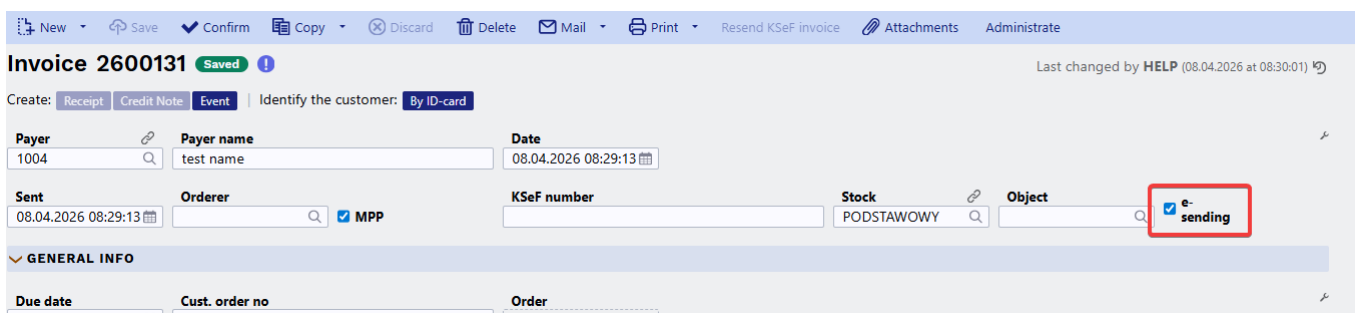 New Save Confirm Copy Discard Delete Mail Print Resend KSeF invoice Attachments Administrate
Invoice 2600131 Saved !
Last changed by HELP (08.04.2026 at 08:30:01)
Create: Receipt Credit Note Event | Identify the customer: By ID-card
Payer Payer name Date
1004 test name 08.04.2026 08:29:13
Sent Orderer KSeF number Stock Object
08.04.2026 08:29:13 MPP PODSTAWOWY e-
sending
GENERAL INFO
Due date Cust. order no Order